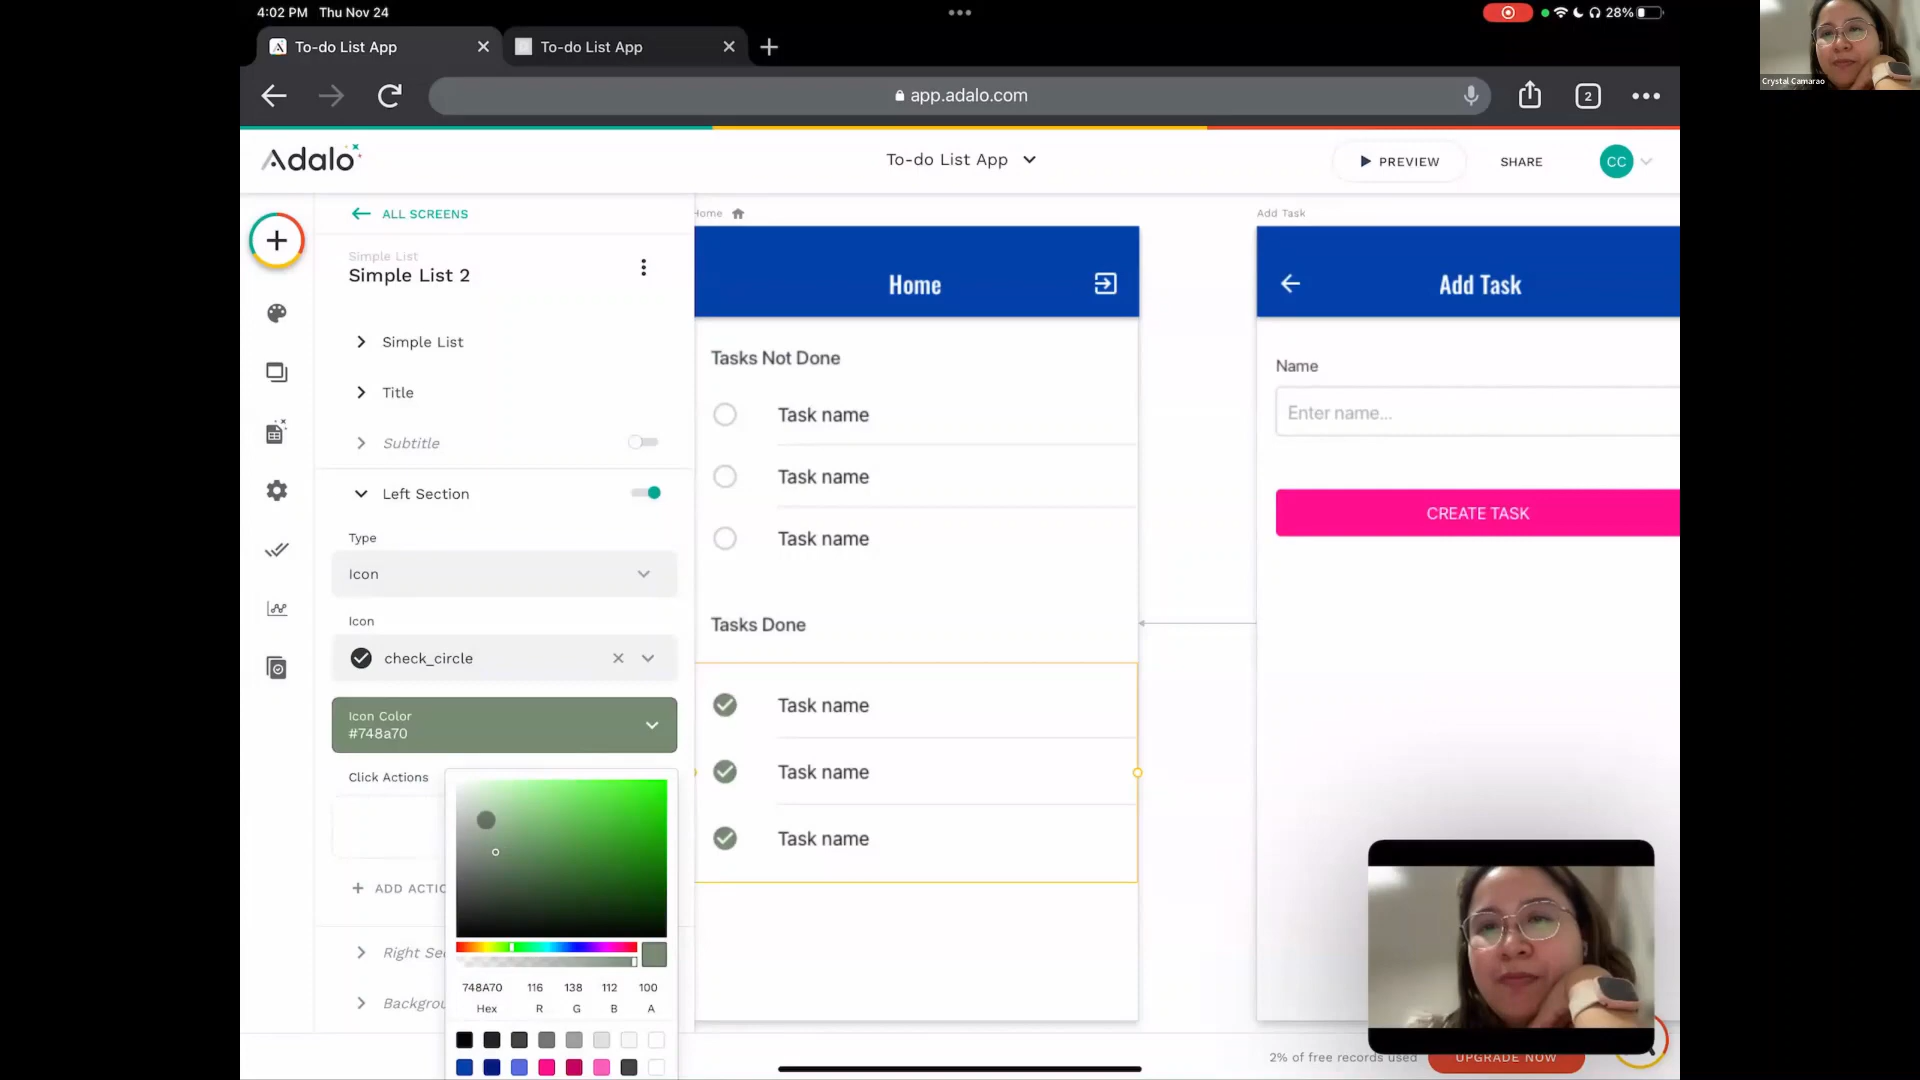 4:02 PM Thu Nov 24
28%
Crystal Camarao
To-do List App
To-do List App
app.adalo.com
2
Adalo
To-do List App
PREVIEW
SHARE
CC
ALL SCREENS
Simple List
Simple List 2
Simple List
Title
Subtitle
Left Section
Type
Icon
Icon
check_circle
Icon Color
#748a70
Click Actions
ADD ACTIO
Right Se
Backgrou
748A70 116 138 112 100
Hex R G B A
Home
Home
Tasks Not Done
Task name
Task name
Task name
Tasks Done
Task name
Task name
Task name
Add Task
Add Task
Name
Enter name...
CREATE TASK
2% of free records used
UPGRADE NOW